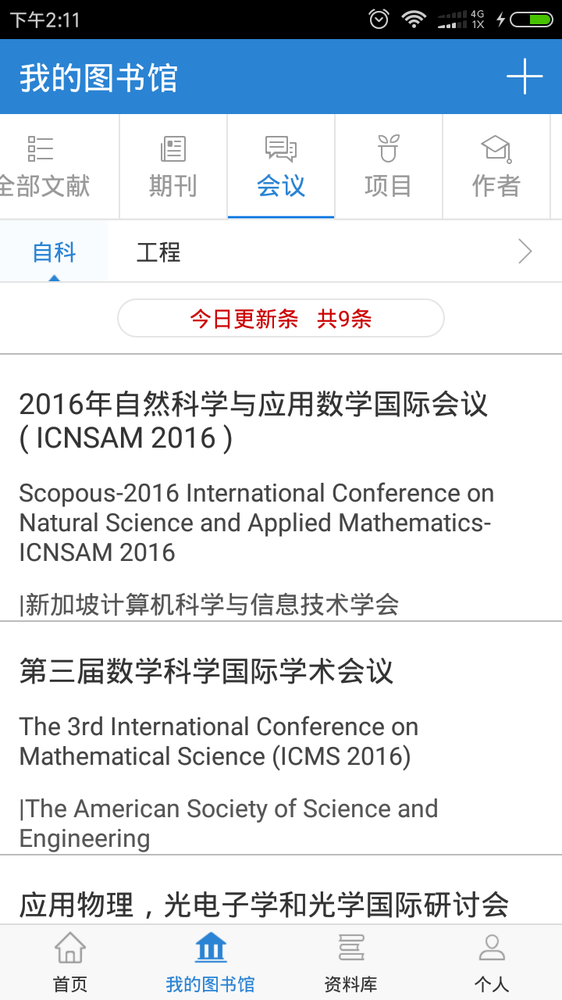 下午2:11
4G
1X
我的图书馆
全部文献
期刊
会议
项目
作者
自科
工程
今日更新条 共9条
2016年自然科学与应用数学国际会议
( ICNSAM 2016 )
Scopous-2016 International Conference on
Natural Science and Applied Mathematics-
ICNSAM 2016
|新加坡计算机科学与信息技术学会
第三届数学科学国际学术会议
The 3rd International Conference on
Mathematical Science (ICMS 2016)
|The American Society of Science and
Engineering
应用物理，光电子学和光学国际研讨会
首页
我的图书馆
资料库
个人